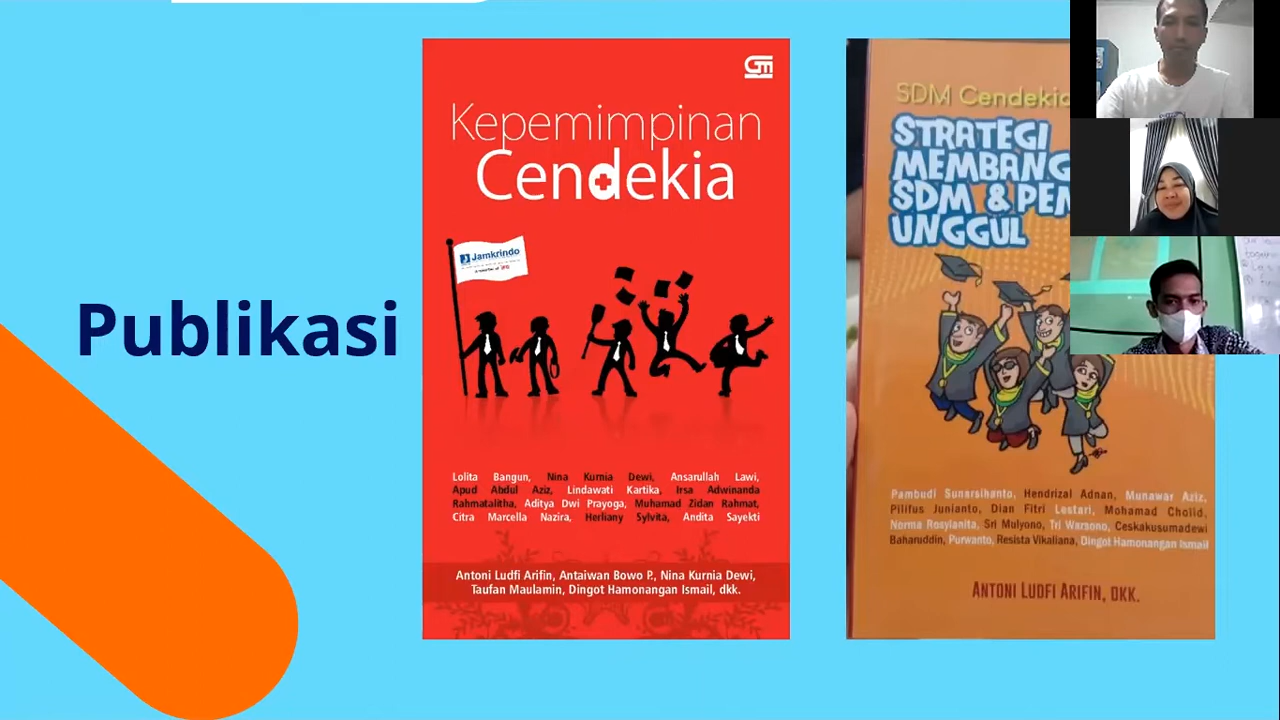 Publikasi
GM
Kepemimpinan
Cendekia
Jamkrindo
Lolita Bangun, Nina Kurnia Dewi, Ansarullah Lawi,
Apud Abdul Aziz, Lindawati Kartika, Irsa Adwinanda
Rahmatalitha, Aditya Dwi Prayoga, Muhamad Zidan Rahmat,
Citra Marcella Nazira, Herliany Sylvita, Andita Sayekti
Antoni Ludfi Arifin, Antaiwan Bowo P., Nina Kurnia Dewi,
Taufan Maulamin, Dingot Hamonangan Ismail, dkk.
SDM Cendekia
STRATEGI
MEMBANG
SDM & PEM
UNGGUL
Pambudi Sunarsihanto, Hendrizal Adnan, Munawar Aziz,
Pilifus Junianto, Dian Fitri Lestari, Mohamad Cholid,
Norma Rosylanita, Sri Mulyono, Tri Warsono, Ceskakusumadewi
Baharuddin, Purwanto, Resista Vikaliana, Dingot Hamonangan Ismail
ANTONI LUDFI ARIFIN, DKK.